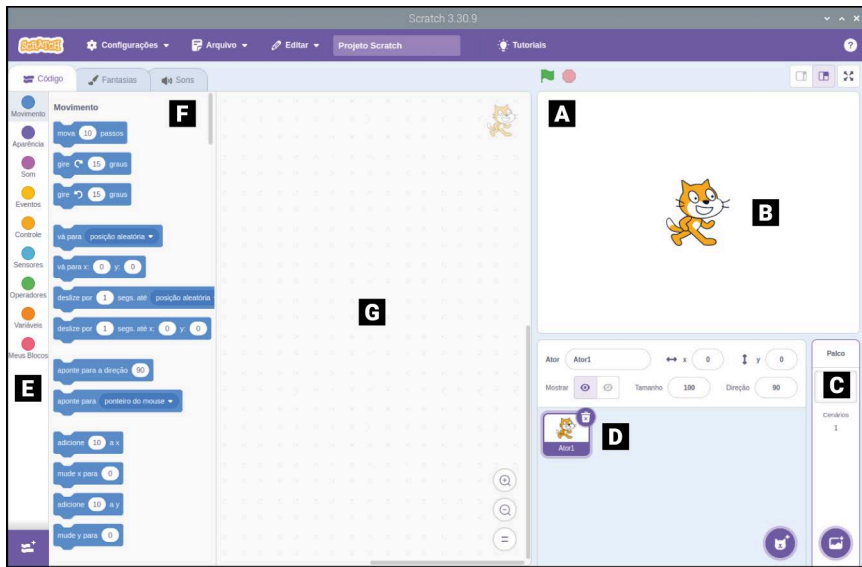 Scratch 3.30.9
SCRATCH Configurações Arquivo Editar Projeto Scratch Tutoriais ?
Código Fantasias Sons
Movimento
Aparência
Som
Eventos
Controle
Sensores
Operadores
Variáveis
Meus Blocos
E
Movimento
F
mova 10 passos
gire 15 graus
gire 15 graus
vá para posição aleatória
vá para x: 0 y: 0
deslize por 1 segs. até posição aleatória
deslize por 1 segs. até x: 0 y: 0
aponte para a direção 90
aponte para ponteiro do mouse
adicione 10 a x
mude x para 0
adicione 10 a y
mude y para 0
G
A
B
Ator Ator1 x 0 y 0
Mostrar Tamanho 100 Direção 90
Ator1
D
Palco
C
Cenários
1